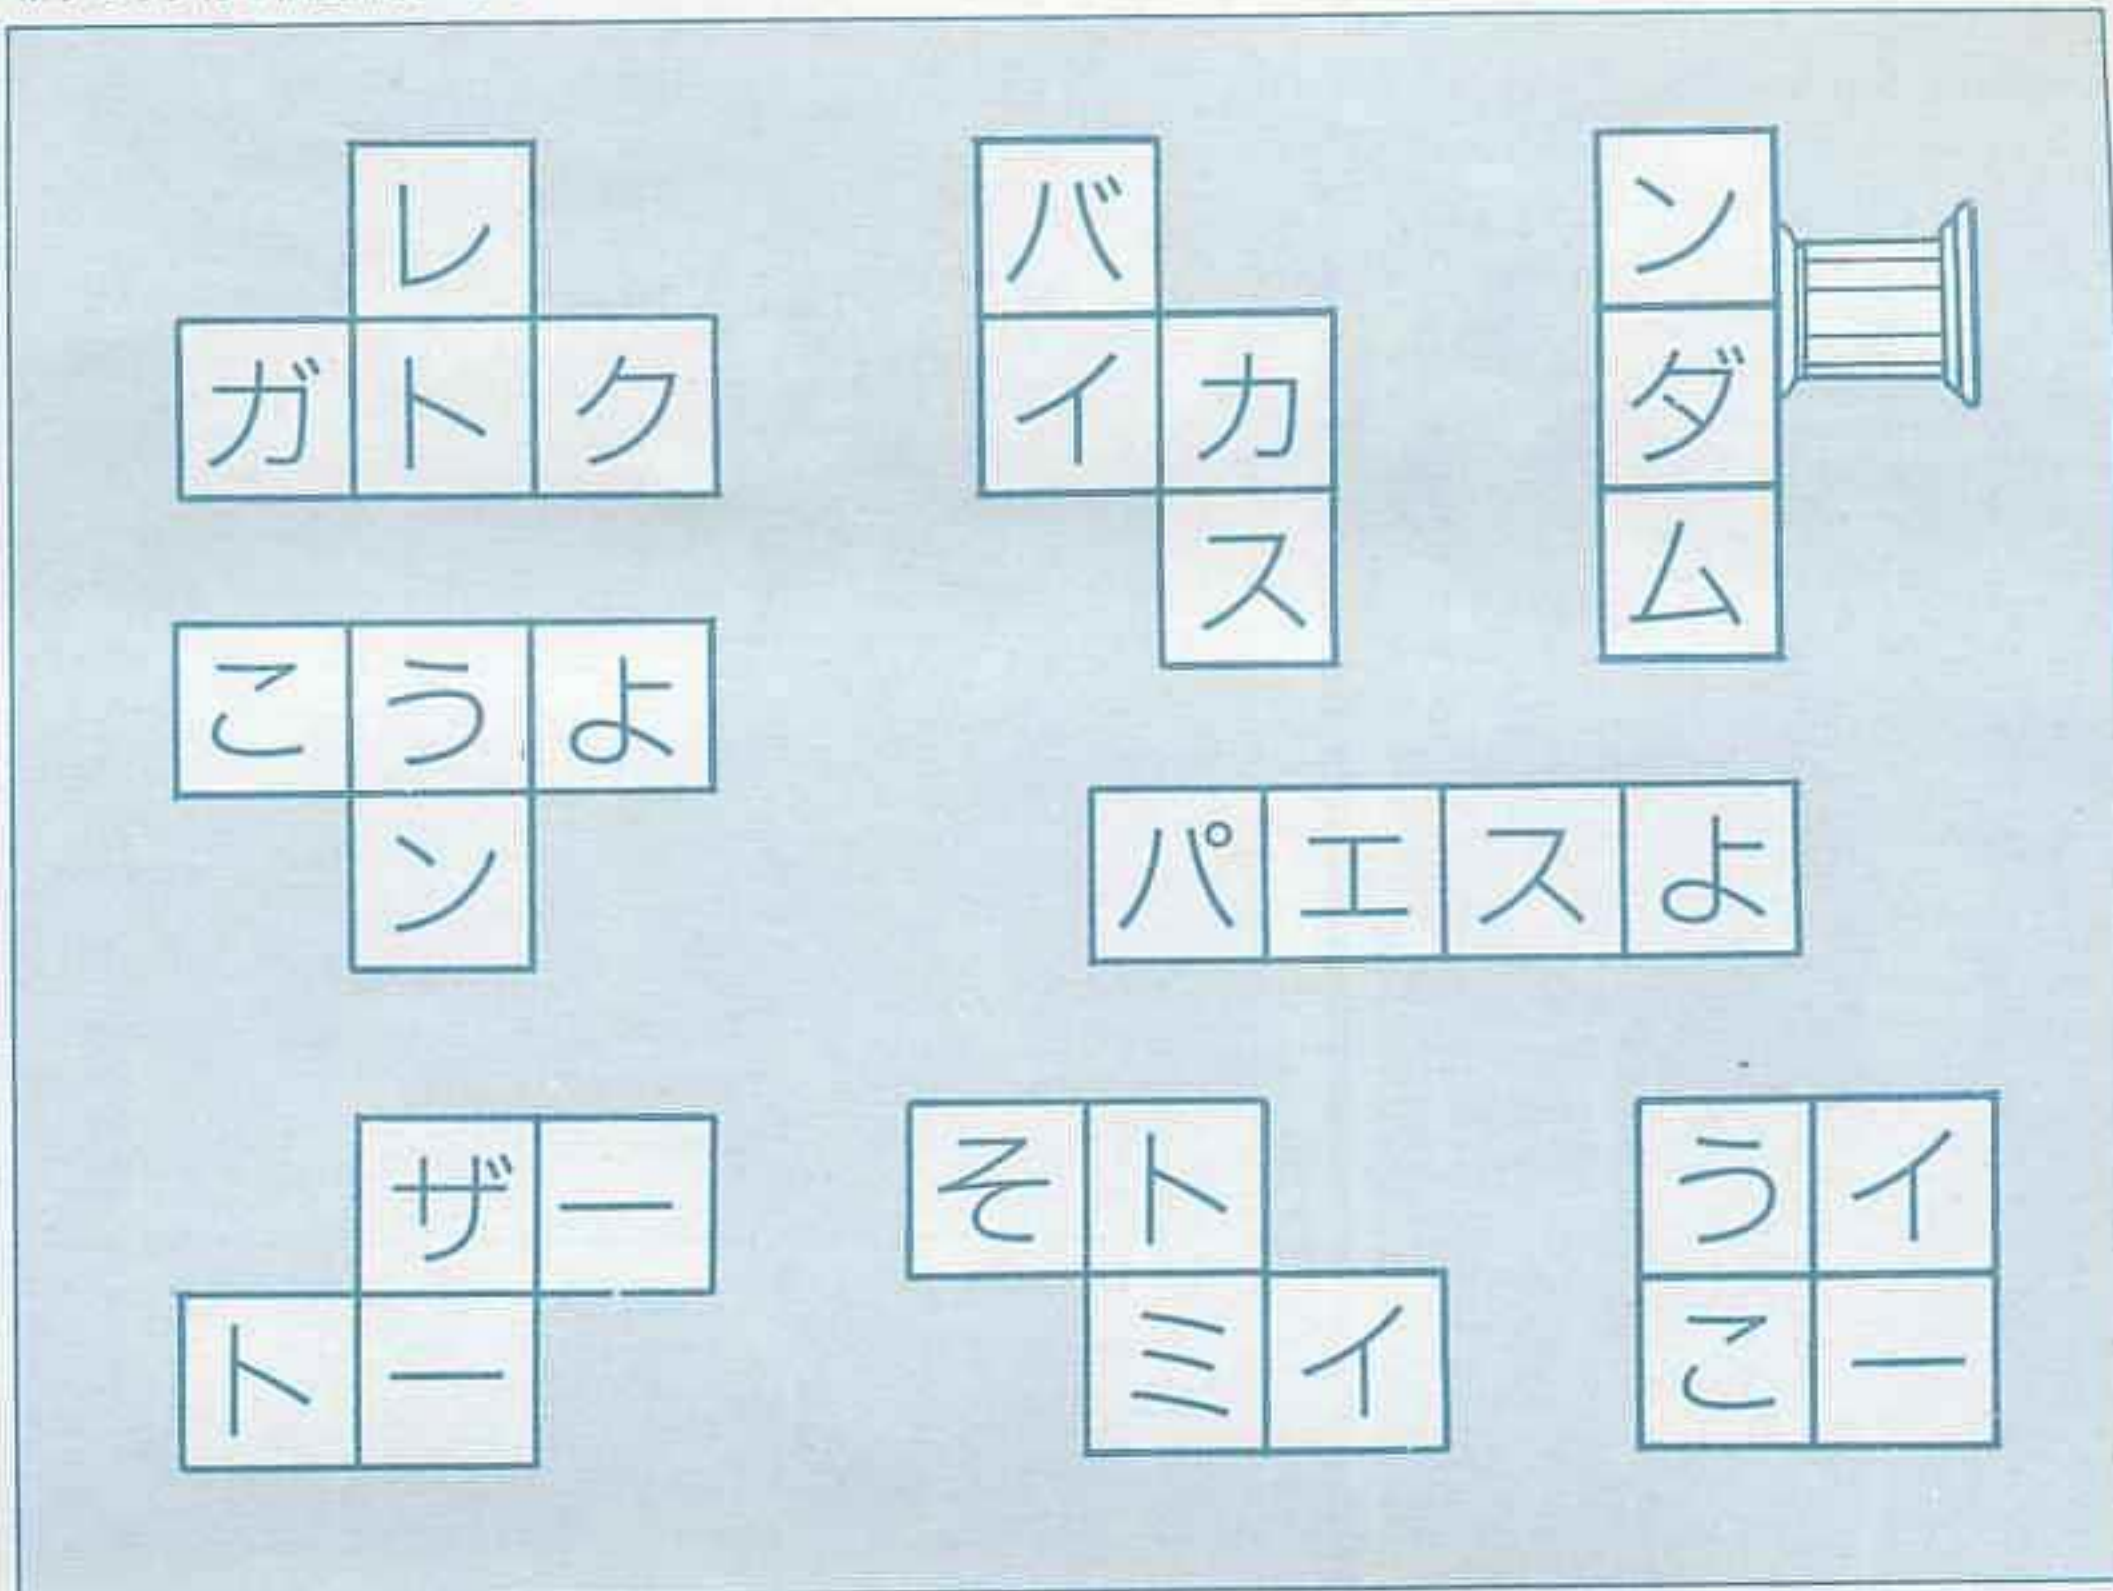 レ
ガトク
バ
イカ
ス
ン
ダ
ム
こうよ
ン
パエスよ
ザー
トー
そト
ミイ
うイ
こー